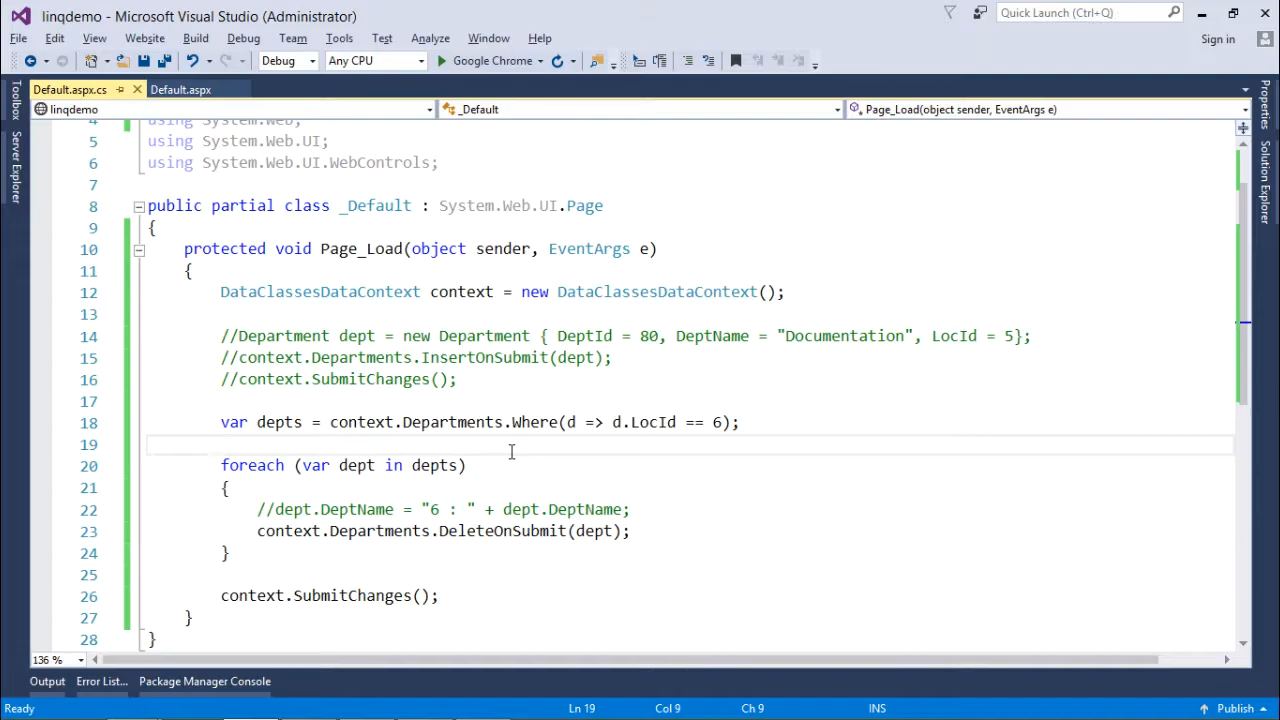 linqdemo - Microsoft Visual Studio (Administrator)
Quick Launch (Ctrl+Q)
File Edit View Website Build Debug Team Tools Test Analyze Window Help
Sign in
Debug Any CPU Google Chrome
Default.aspx.cs Default.aspx
linqdemo _Default Page_Load(object sender, EventArgs e)
Toolbox
Server Explorer
Properties
Solution Explorer
4 using System.Web;
5 using System.Web.UI;
6 using System.Web.UI.WebControls;
7
8 public partial class _Default : System.Web.UI.Page
9 {
10 protected void Page_Load(object sender, EventArgs e)
11 {
12 DataClassesDataContext context = new DataClassesDataContext();
13
14 //Department dept = new Department { DeptId = 80, DeptName = "Documentation", LocId = 5};
15 //context.Departments.InsertOnSubmit(dept);
16 //context.SubmitChanges();
17
18 var depts = context.Departments.Where(d => d.LocId == 6);
19
20 foreach (var dept in depts)
21 {
22 //dept.DeptName = "6 : " + dept.DeptName;
23 context.Departments.DeleteOnSubmit(dept);
24 }
25
26 context.SubmitChanges();
27 }
28 }
136 %
Output Error List... Package Manager Console
Ready Ln 19 Col 9 Ch 9 INS Publish